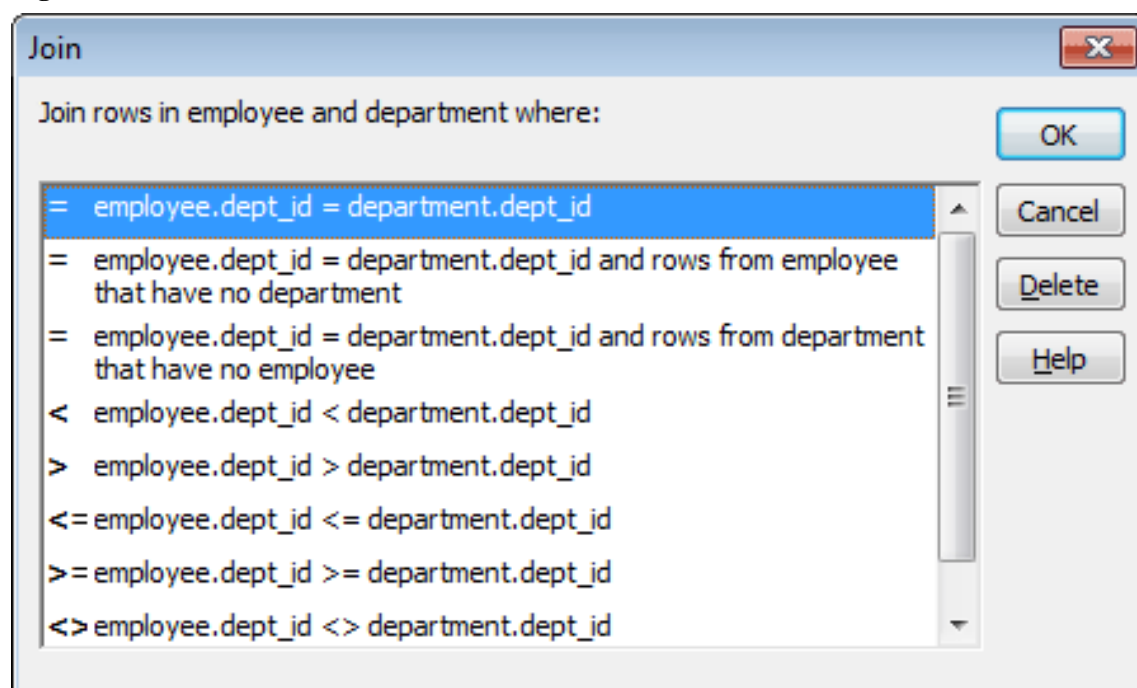 Join
Join rows in employee and department where:
OK
Cancel
Delete
Help
= employee.dept_id = department.dept_id
= employee.dept_id = department.dept_id and rows from employee
that have no department
= employee.dept_id = department.dept_id and rows from department
that have no employee
< employee.dept_id < department.dept_id
> employee.dept_id > department.dept_id
<= employee.dept_id <= department.dept_id
>= employee.dept_id >= department.dept_id
<> employee.dept_id <> department.dept_id